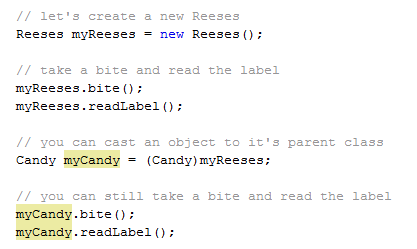 // let's create a new Reeses
Reeses myReeses = new Reeses();
// take a bite and read the label
myReeses.bite();
myReeses.readLabel();
// you can cast an object to it's parent class
Candy myCandy = (Candy)myReeses;
// you can still take a bite and read the label
myCandy.bite();
myCandy.readLabel();